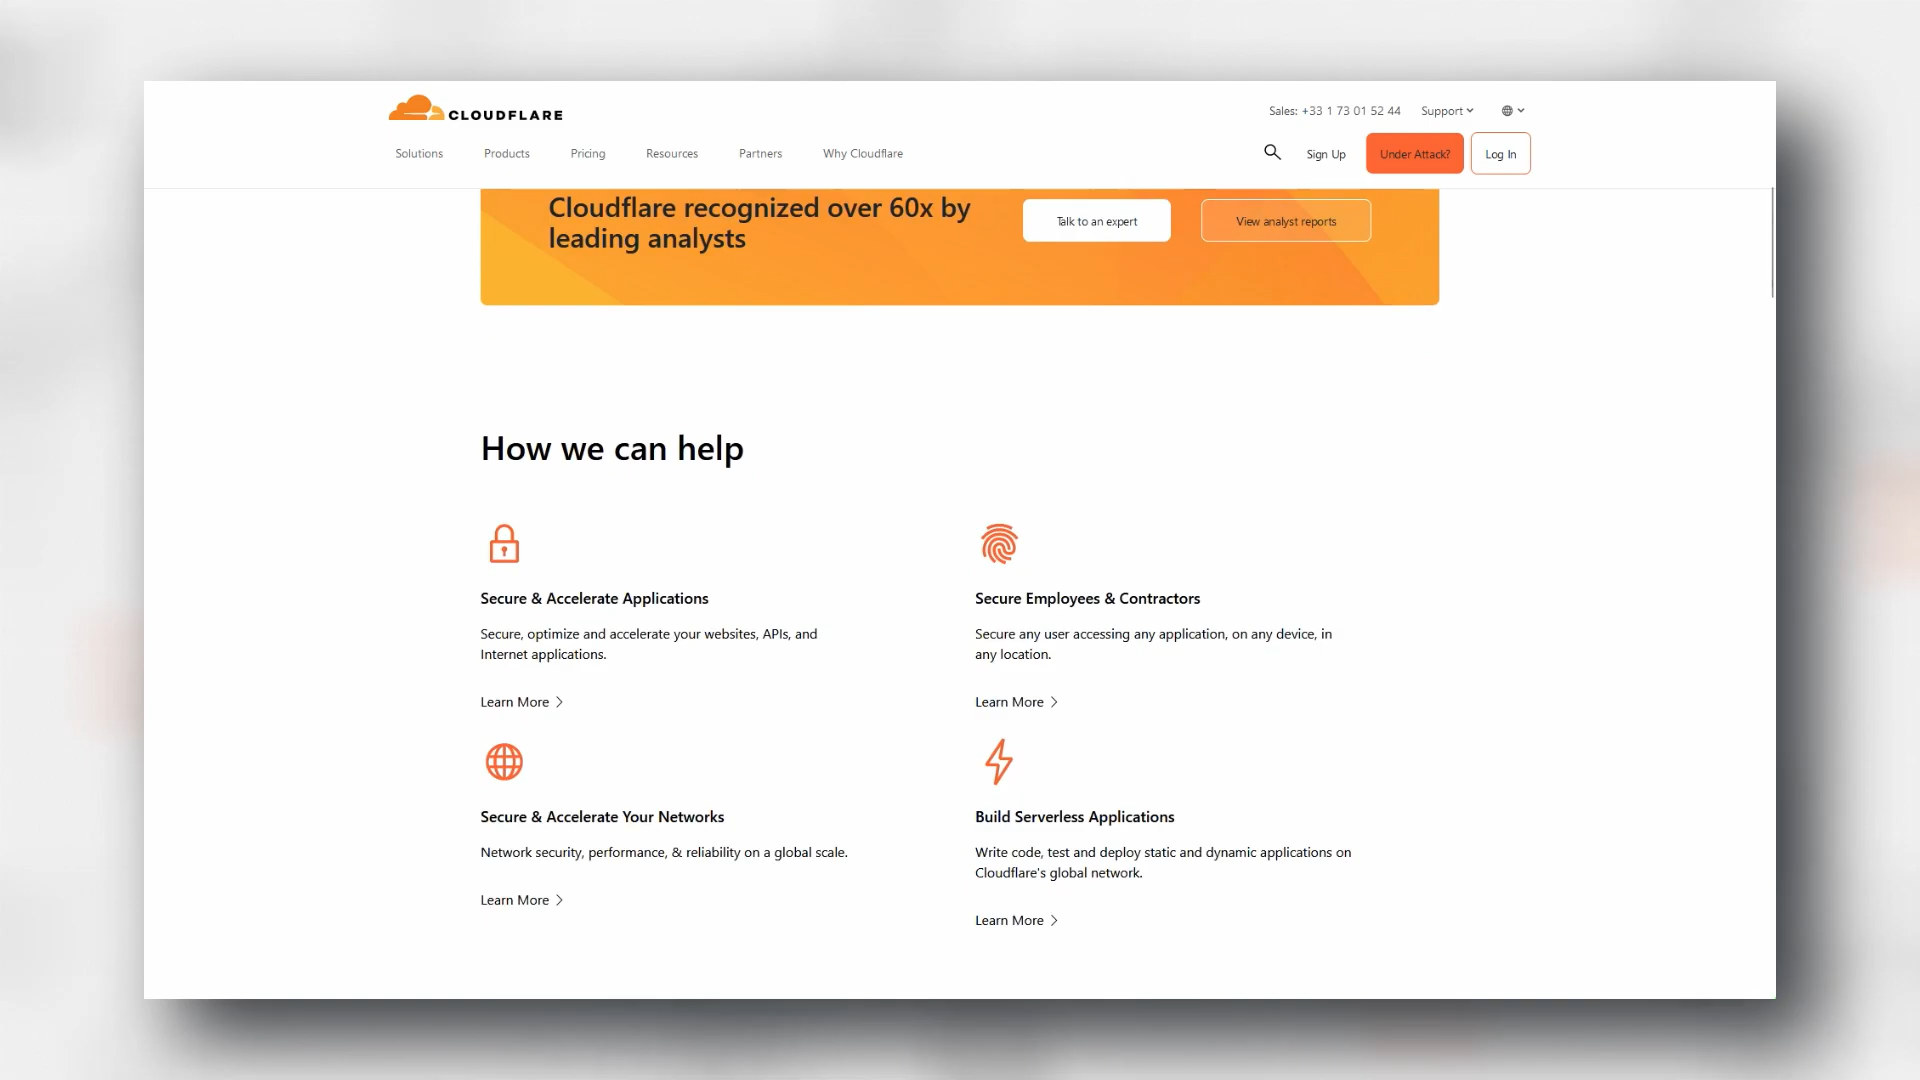 CLOUDFLARE
Sales: +33 1 73 01 52 44
Support
Solutions
Products
Pricing
Resources
Partners
Why Cloudflare
Sign Up
Under Attack?
Log In
Cloudflare recognized over 60x by
leading analysts
Talk to an expert
View analyst reports
How we can help
Secure & Accelerate Applications
Secure, optimize and accelerate your websites, APIs, and
Internet applications.
Learn More
Secure Employees & Contractors
Secure any user accessing any application, on any device, in
any location.
Learn More
Secure & Accelerate Your Networks
Network security, performance, & reliability on a global scale.
Learn More
Build Serverless Applications
Write code, test and deploy static and dynamic applications on
Cloudflare's global network.
Learn More